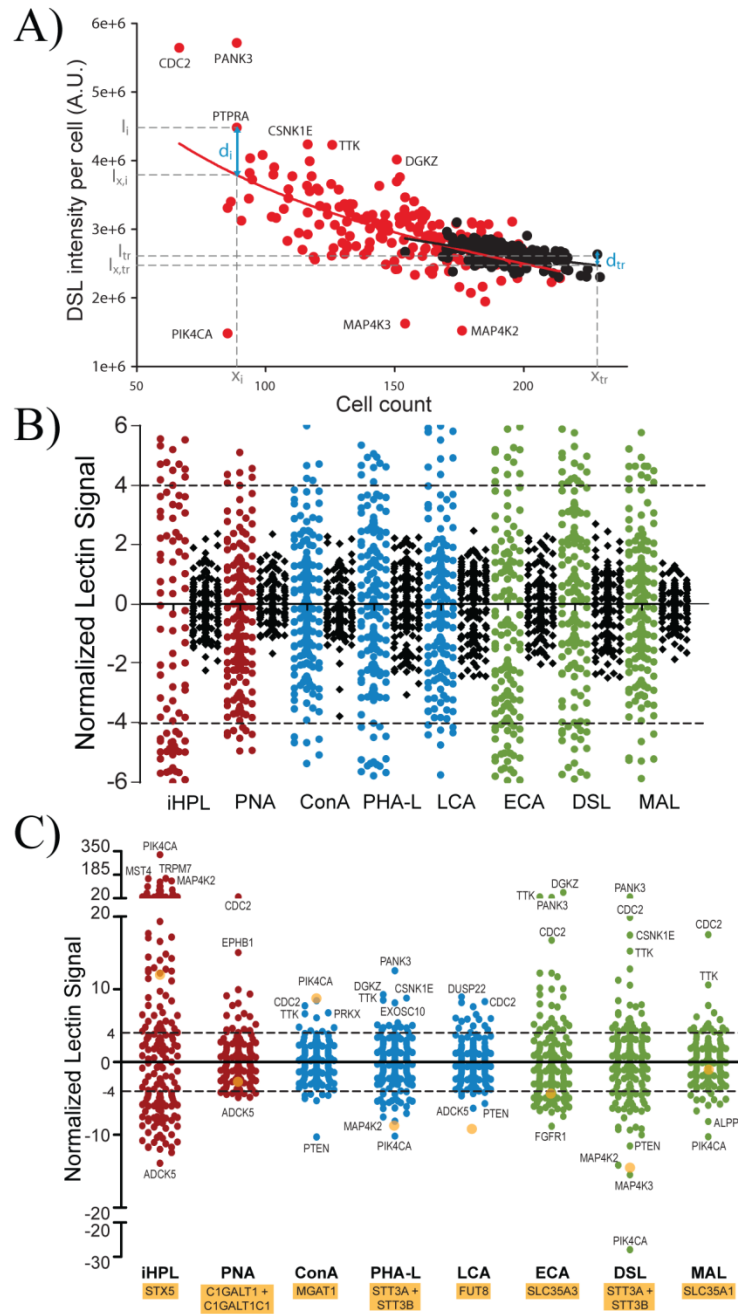 A)
6e+6
5e+6
4e+6
3e+6
2e+6
1e+6
DSL intensity per cell (A.U.)
CDC2
PANK3
PTPRA
CSNK1E
TTK
DGKZ
PIK4CA
MAP4K3
MAP4K2
Ii
Ix,i
Itr
Ix,tr
di
dtr
50
100
150
200
xi
xtr
Cell count
B)
Normalized Lectin Signal
6
4
2
0
-2
-4
-6
iHPL PNA ConA PHA-L LCA ECA DSL MAL
C)
Normalized Lectin Signal
350
185
20
20
10
4
0
-4
-10
-20
-20
-30
PIK4CA
MST4
TRPM7
MAP4K2
ADCK5
CDC2
EPHB1
ADCK5
PIK4CA
CDC2
TTK
PRKX
PTEN
PANK3
DGKZ
TTK
CSNK1E
EXOSC10
MAP4K2
PIK4CA
DUSP22
CDC2
ADCK5
PTEN
DGKZ
TTK
PANK3
CDC2
FGFR1
PANK3
CDC2
CSNK1E
TTK
PTEN
MAP4K2
MAP4K3
PIK4CA
CDC2
TTK
ALPP
PIK4CA
iHPL PNA ConA PHA-L LCA ECA DSL MAL
STX5 C1GALT1 + MGAT1 STT3A + FUT8 SLC35A3 STT3A + SLC35A1
C1GALT1C1 STT3B STT3B